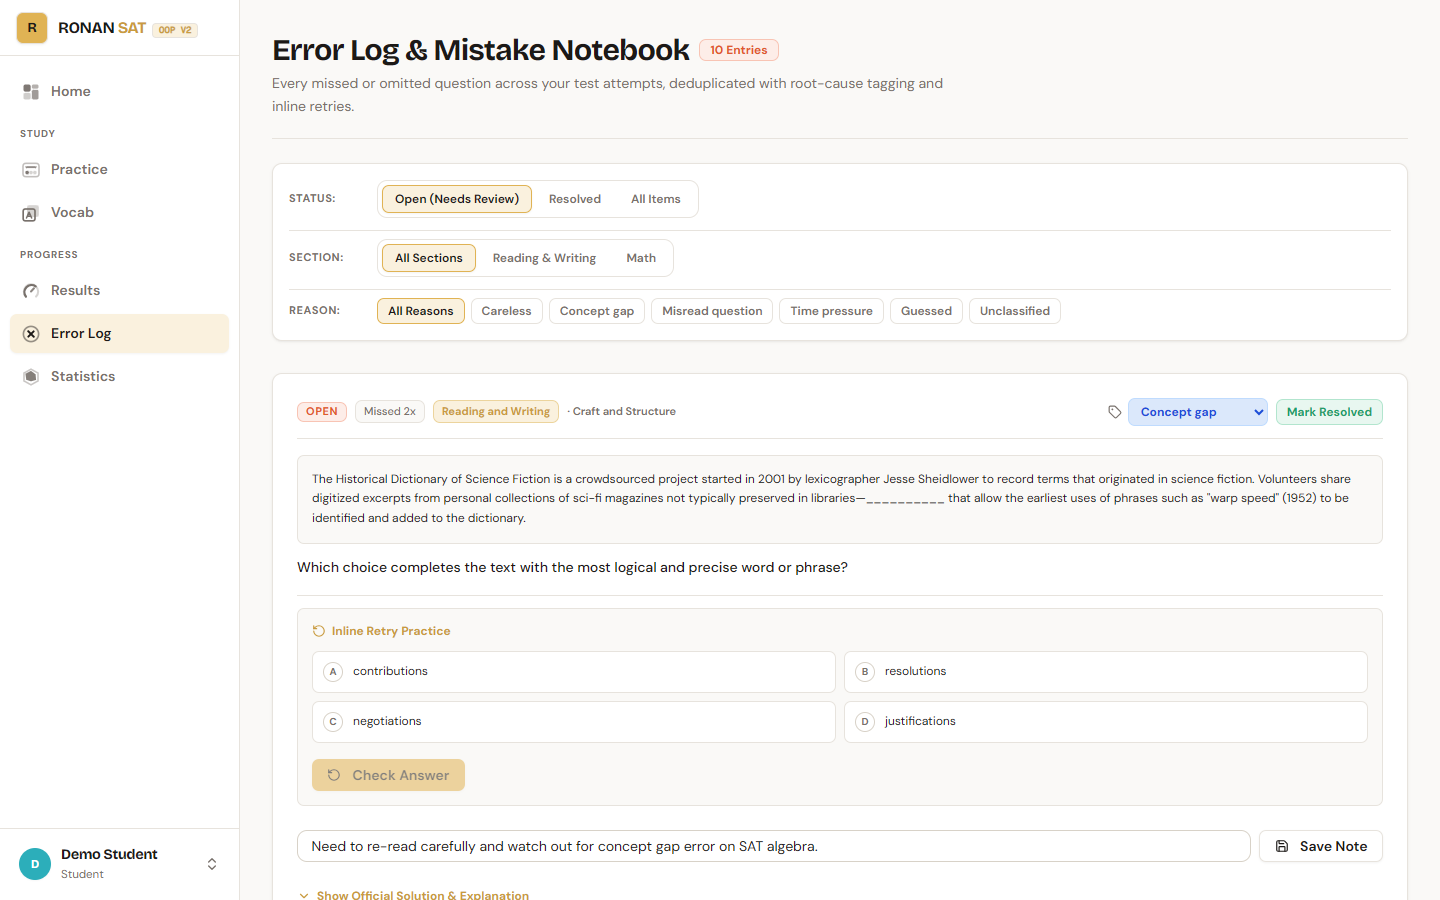 R RONAN SAT OOP V2
Home
STUDY
Practice
Vocab
PROGRESS
Results
Error Log
Statistics
D Demo Student
Student
Error Log & Mistake Notebook 10 Entries
Every missed or omitted question across your test attempts, deduplicated with root-cause tagging and
inline retries.
STATUS: Open (Needs Review) Resolved All Items
SECTION: All Sections Reading & Writing Math
REASON: All Reasons Careless Concept gap Misread question Time pressure Guessed Unclassified
OPEN Missed 2x Reading and Writing · Craft and Structure Concept gap Mark Resolved
The Historical Dictionary of Science Fiction is a crowdsourced project started in 2001 by lexicographer Jesse Sheidlower to record terms that originated in science fiction. Volunteers share
digitized excerpts from personal collections of sci-fi magazines not typically preserved in libraries—__________ that allow the earliest uses of phrases such as "warp speed" (1952) to be
identified and added to the dictionary.
Which choice completes the text with the most logical and precise word or phrase?
Inline Retry Practice
A contributions
B resolutions
C negotiations
D justifications
Check Answer
Need to re-read carefully and watch out for concept gap error on SAT algebra.
Save Note
Show Official Solution & Explanation